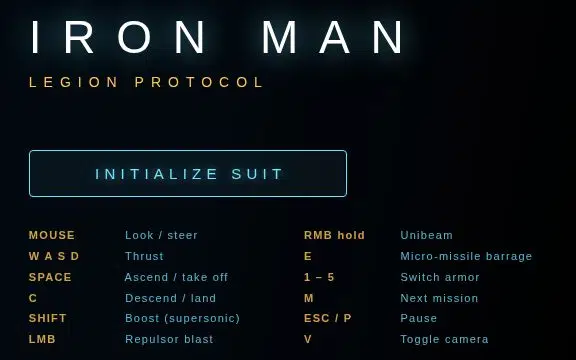 IRON MAN
LEGION PROTOCOL
INITIALIZE SUIT
MOUSE Look / steer RMB hold Unibeam
W A S D Thrust E Micro-missile barrage
SPACE Ascend / take off 1 – 5 Switch armor
C Descend / land M Next mission
SHIFT Boost (supersonic) ESC / P Pause
LMB Repulsor blast V Toggle camera